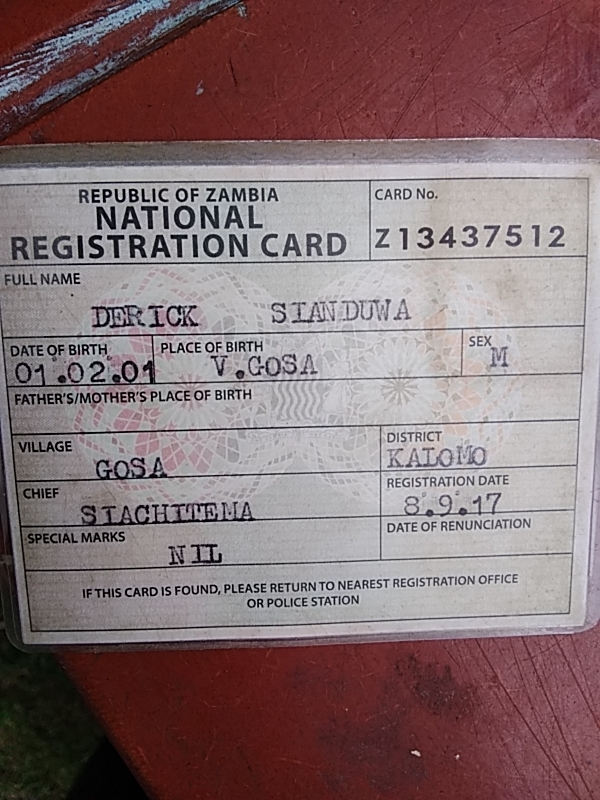 REPUBLIC OF ZAMBIA
NATIONAL
REGISTRATION CARD
CARD No.
Z13437512
FULL NAME
DERICK SIANDUWA
DATE OF BIRTH
01.02.01
PLACE OF BIRTH
V.GOSA
SEX
M
FATHER'S/MOTHER'S PLACE OF BIRTH
VILLAGE
GOSA
DISTRICT
KALOMO
CHIEF
SIACHITEMA
REGISTRATION DATE
8.9.17
SPECIAL MARKS
NIL
DATE OF RENUNCIATION
IF THIS CARD IS FOUND, PLEASE RETURN TO NEAREST REGISTRATION OFFICE
OR POLICE STATION